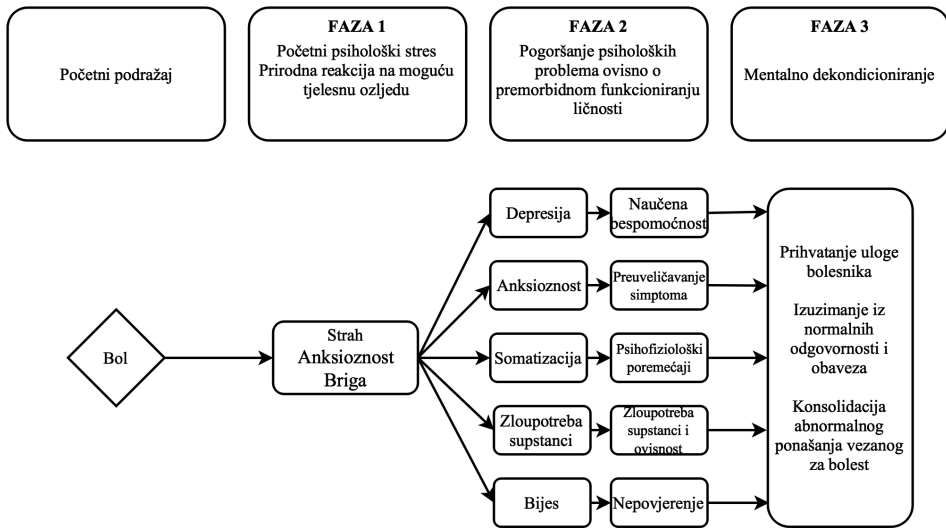 Početni podražaj
FAZA 1
Početni psihološki stres
Prirodna reakcija na moguću
tjelesnu ozljedu
FAZA 2
Pogoršanje psiholoških
problema ovisno o
premorbidnom funkcioniranju
ličnosti
FAZA 3
Mentalno dekondicioniranje
Bol
Strah
Anksioznost
Briga
Depresija
Naučena
bespomoćnost
Anksioznost
Preuveličavanje
simptoma
Somatizacija
Psihofiziološki
poremećaji
Zloupotreba
supstanci
Zloupotreba
supstanci i
ovisnost
Bijes
Nepovjerenje
Prihvatanje uloge
bolesnika
Izuzimanje iz
normalnih
odgovornosti i
obaveza
Konsolidacija
abnormalnog
ponašanja vezanog
za bolest